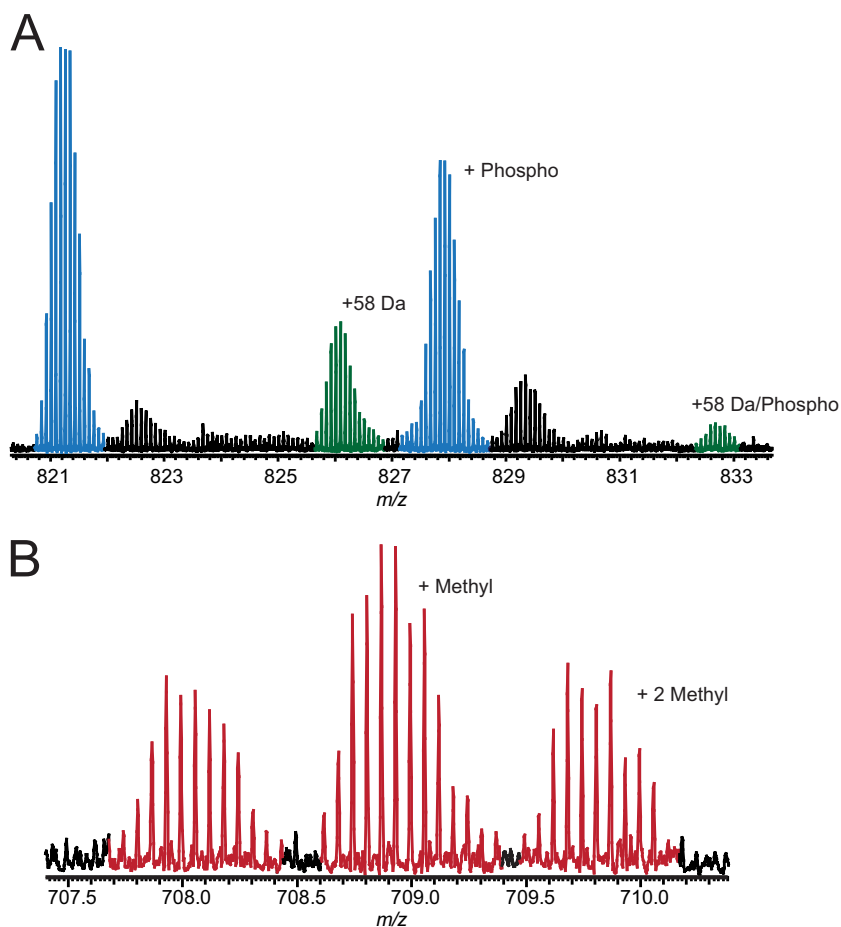 A
+ Phospho
+58 Da
+58 Da/Phospho
821 823 825 827 829 831 833
m/z
B
+ Methyl
+ 2 Methyl
707.5 708.0 708.5 709.0 709.5 710.0
m/z